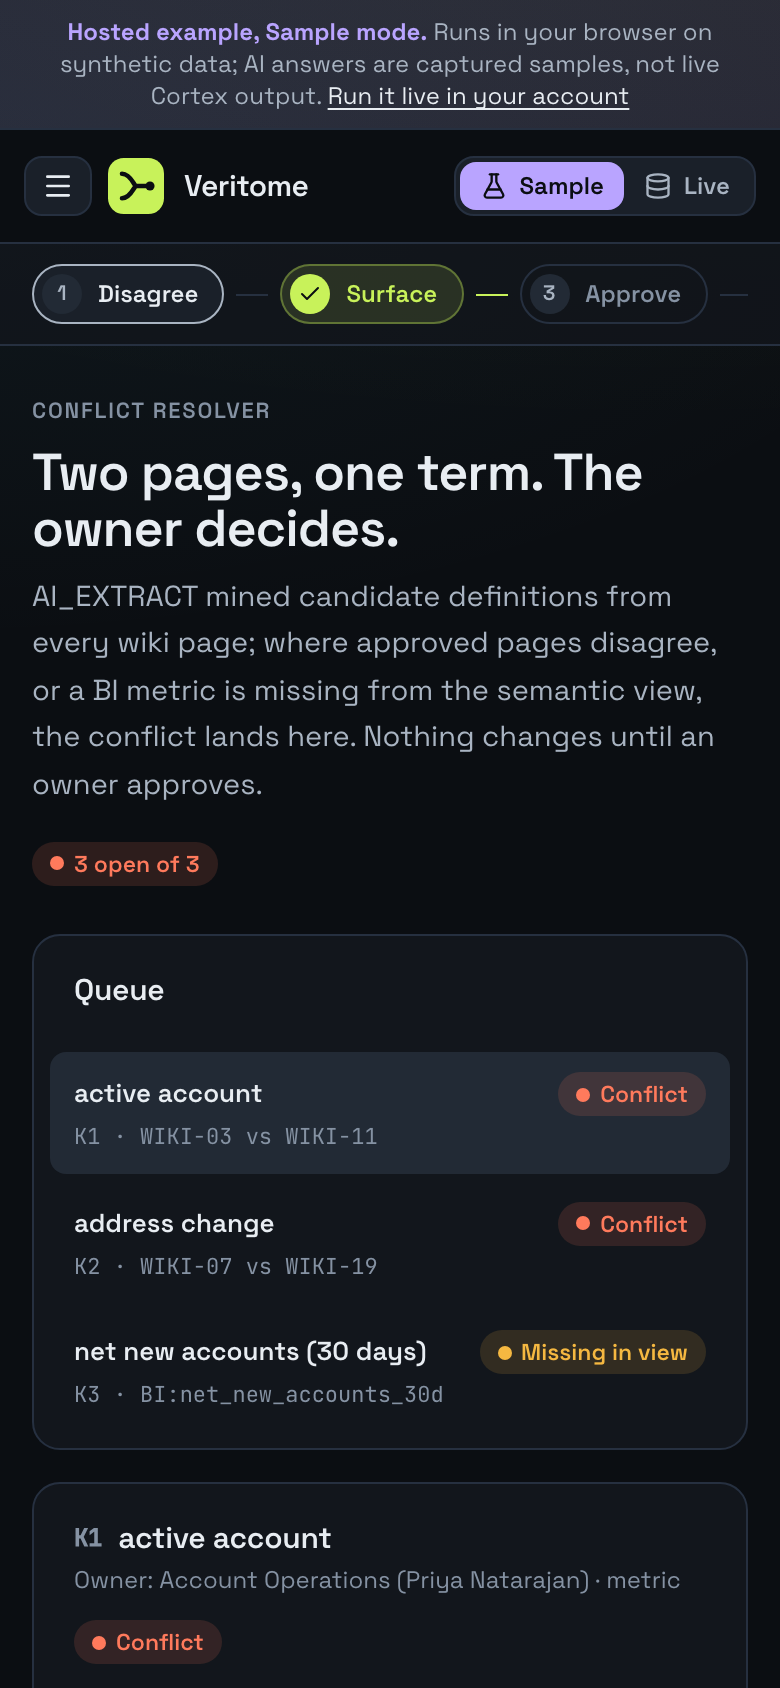 Hosted example, Sample mode. Runs in your browser on
synthetic data; AI answers are captured samples, not live
Cortex output. Run it live in your account
Veritome
Sample
Live
1 Disagree
Surface
3 Approve
CONFLICT RESOLVER
Two pages, one term. The
owner decides.
AI_EXTRACT mined candidate definitions from
every wiki page; where approved pages disagree,
or a BI metric is missing from the semantic view,
the conflict lands here. Nothing changes until an
owner approves.
3 open of 3
Queue
active account
Conflict
K1 · WIKI-03 vs WIKI-11
address change
Conflict
K2 · WIKI-07 vs WIKI-19
net new accounts (30 days)
Missing in view
K3 · BI:net_new_accounts_30d
K1 active account
Owner: Account Operations (Priya Natarajan) · metric
Conflict